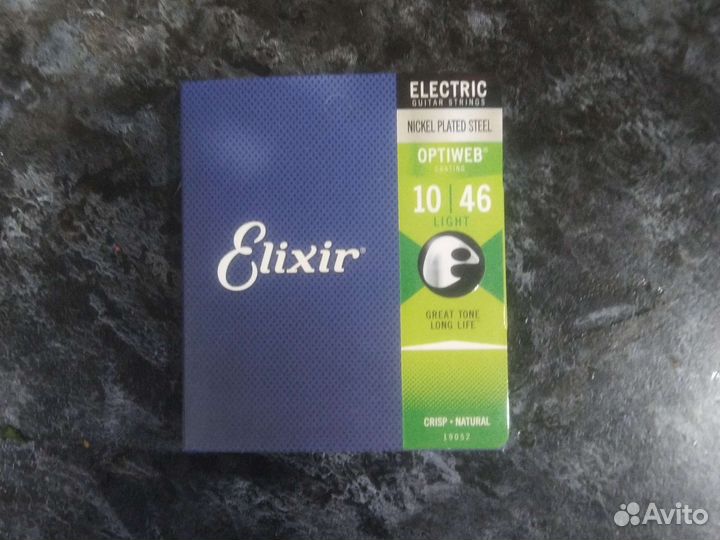 ELECTRIC
GUITAR STRINGS
NICKEL PLATED STEEL
OPTIWEB®
COATING
10 | 46
LIGHT
Elixir®
GREAT TONE
LONG LIFE
CRISP • NATURAL
19052
Avito